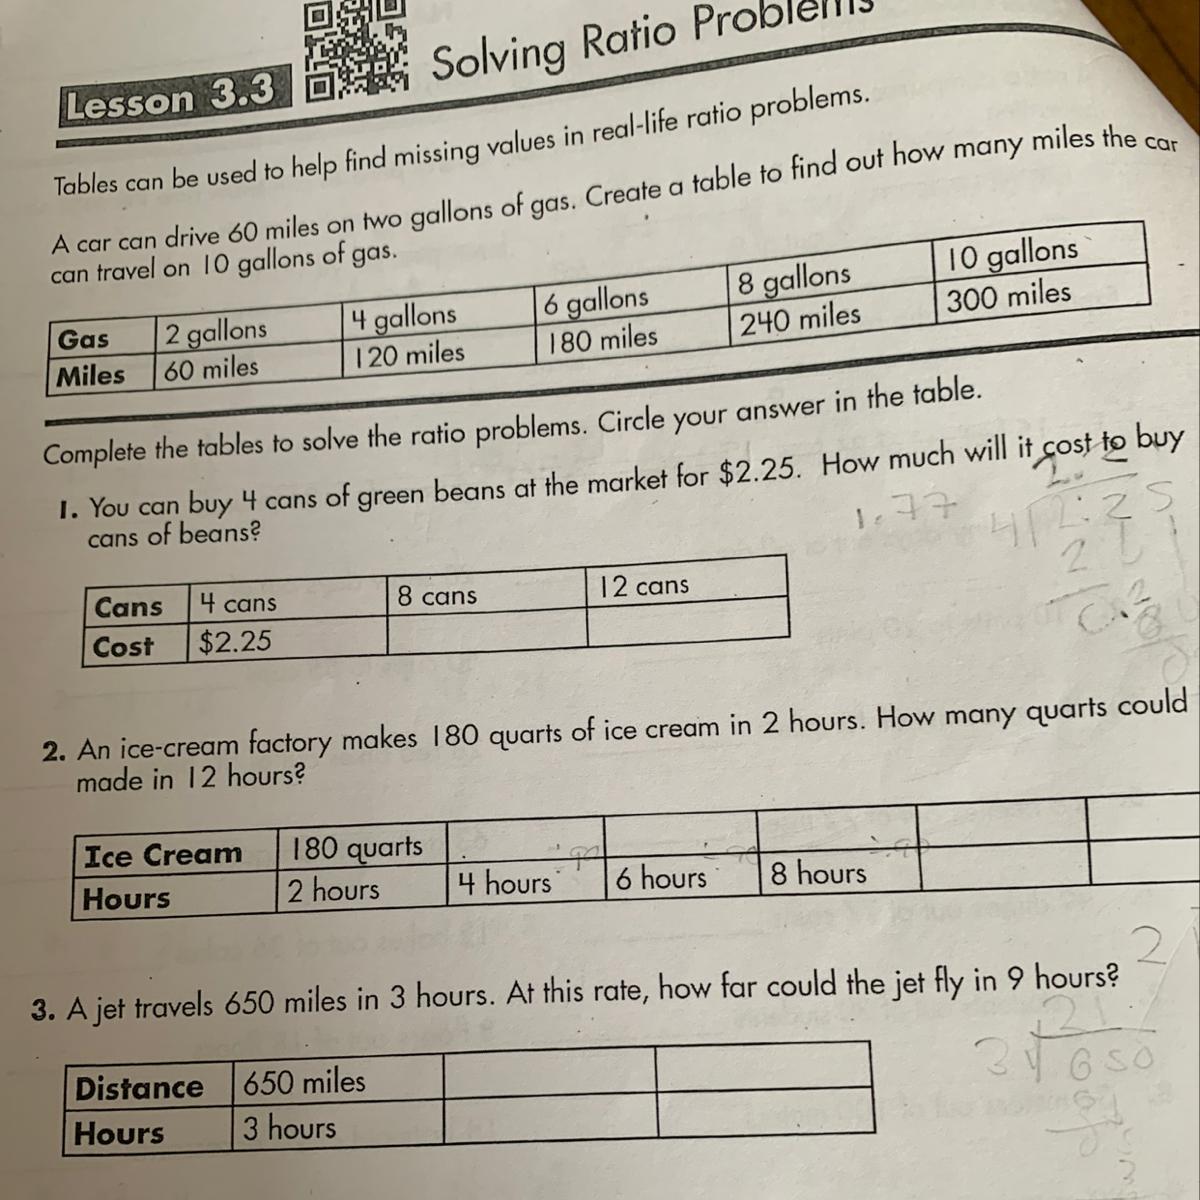 Lesson 3.3
Solving Ratio Problems
Tables can be used to help find missing values in real-life ratio problems.
A car can drive 60 miles on two gallons of gas. Create a table to find out how many miles the car
can travel on 10 gallons of gas.
Gas 2 gallons 4 gallons 6 gallons 8 gallons 10 gallons
Miles 60 miles 120 miles 180 miles 240 miles 300 miles
Complete the tables to solve the ratio problems. Circle your answer in the table.
1. You can buy 4 cans of green beans at the market for $2.25. How much will it cost to buy
cans of beans?
1.77
Cans 4 cans 8 cans 12 cans
Cost $2.25
2. An ice-cream factory makes 180 quarts of ice cream in 2 hours. How many quarts could
made in 12 hours?
Ice Cream 180 quarts
Hours 2 hours 4 hours 6 hours 8 hours
3. A jet travels 650 miles in 3 hours. At this rate, how far could the jet fly in 9 hours?
21
3 650
Distance 650 miles
Hours 3 hours